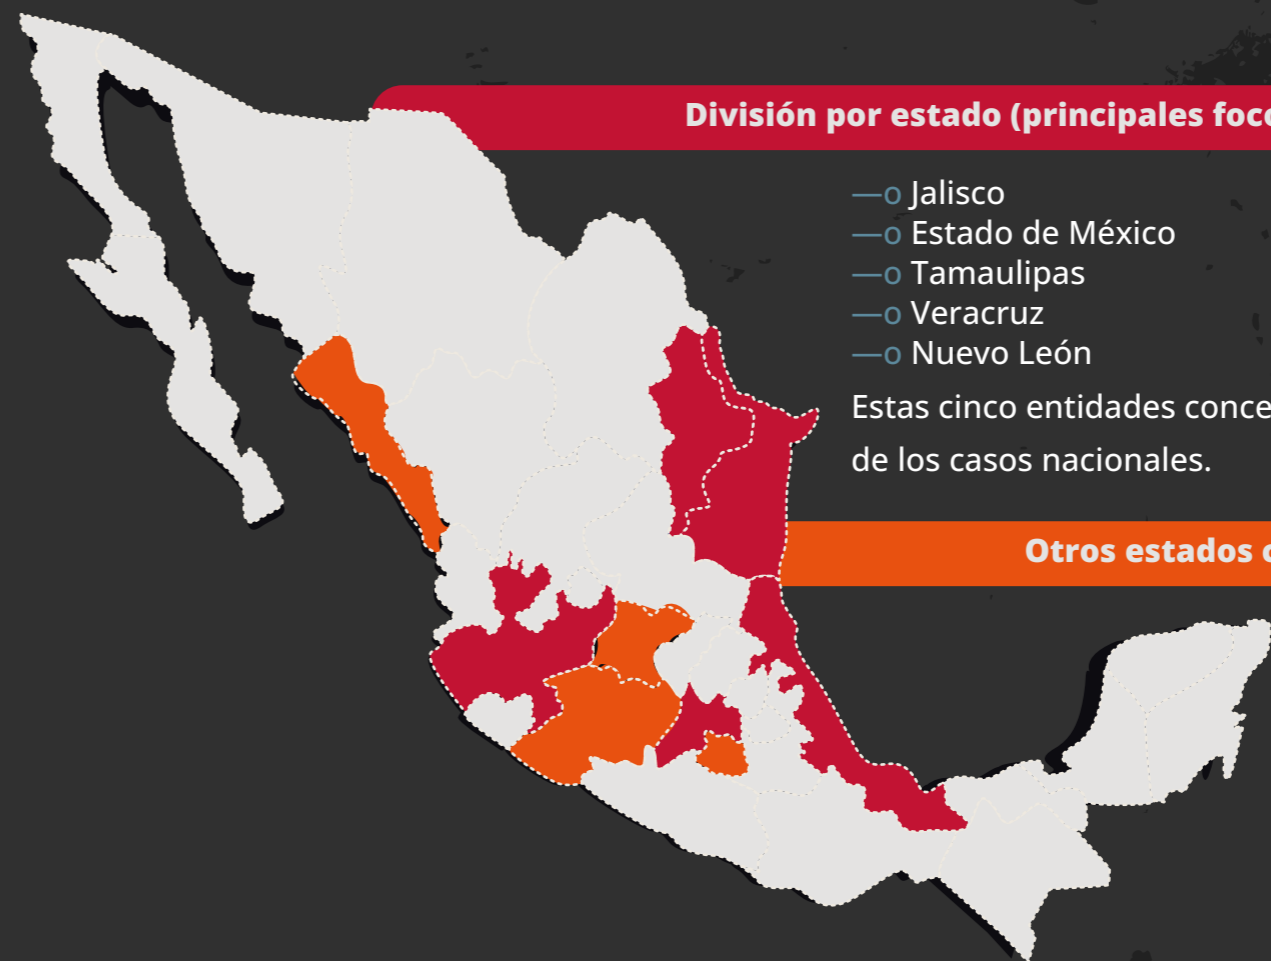 División por estado (principales foco
—o Jalisco
—o Estado de México
—o Tamaulipas
—o Veracruz
—o Nuevo León
Estas cinco entidades conce
de los casos nacionales.
Otros estados